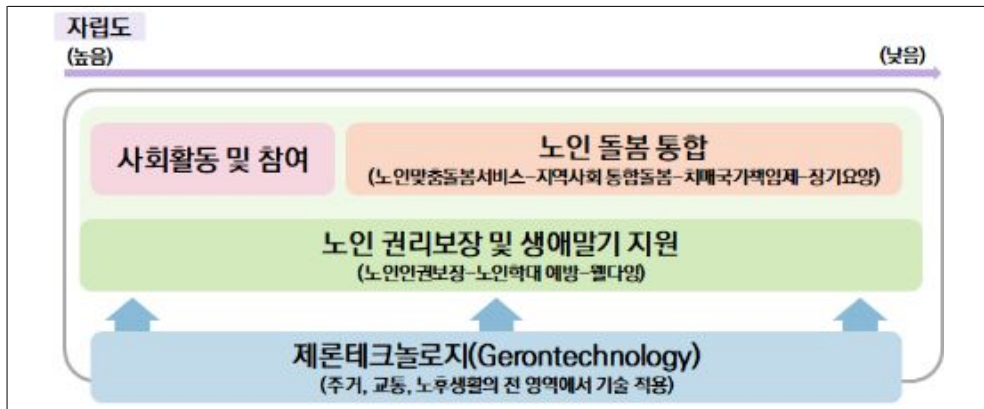 자립도
(높음) (낮음)
사회활동 및 참여
노인 돌봄 통합
(노인맞춤돌봄서비스-지역사회 통합돌봄-치매국가책임제-장기요양)
노인 권리보장 및 생애말기 지원
(노인인권보장-노인학대 예방-웰다잉)
제론테크놀로지(Gerontechnology)
(주거, 교통, 노후생활의 전 영역에서 기술 적용)